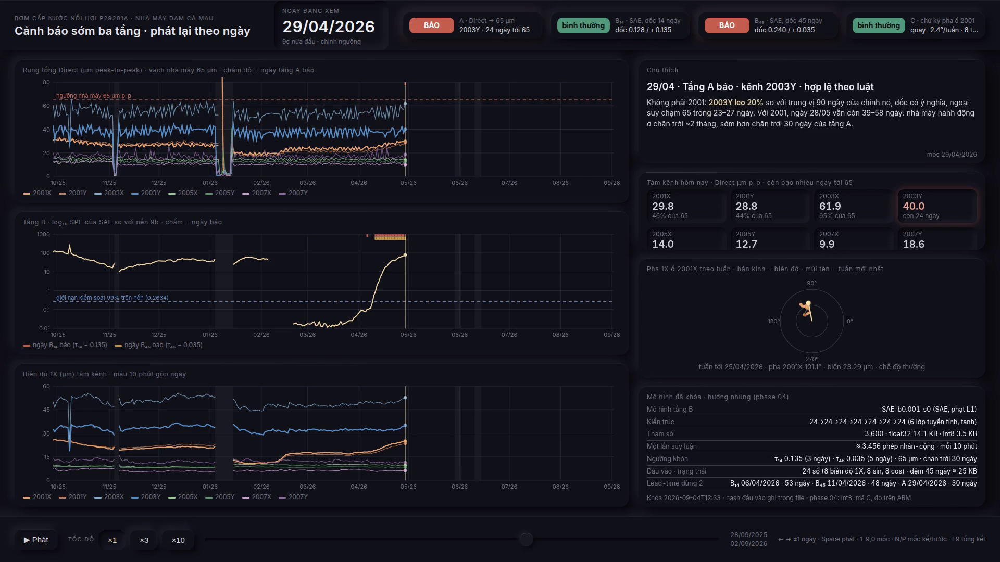 BƠM CẤP NƯỚC NỒI HƠI P29201A · NHÀ MÁY ĐẠM CÀ MAU
Cảnh báo sớm ba tầng · phát lại theo ngày
NGÀY ĐANG XEM
29/04/2026
9c nửa đầu · chỉnh ngưỡng
BÁO
A · Direct → 65 µm
2003Y · 24 ngày tới 65
bình thường
B₁₄ · SAE, dốc 14 ngày
dốc 0.128 / τ 0.135
BÁO
B₄₅ · SAE, dốc 45 ngày
dốc 0.240 / τ 0.035
bình thường
C · chữ ký pha ổ 2001
quay -2.4°/tuần · 8 t...
Rung tổng Direct (µm peak-to-peak) · vạch nhà máy 65 µm · chấm đỏ = ngày tầng A báo
80
60
40
20
0
ngưỡng nhà máy 65 µm p-p
10/25 11/25 12/25 01/26 02/26 03/26 04/26 05/26 06/26 07/26 08/26 09/26
2001X 2001Y 2003X 2003Y 2005X 2005Y 2007X 2007Y
Tầng B · log₁₀ SPE của SAE so với nền 9b · chấm = ngày báo
1000
100
10
1
0.1
0.01
giới hạn kiểm soát 99% trên nền (0.2634)
10/25 11/25 12/25 01/26 02/26 03/26 04/26 05/26 06/26 07/26 08/26 09/26
ngày B₁₄ báo (τ₁₄ = 0.135) ngày B₄₅ báo (τ₄₅ = 0.035)
Biên độ 1X (µm) tám kênh · mẫu 10 phút gộp ngày
60
45
30
15
0
10/25 11/25 12/25 01/26 02/26 03/26 04/26 05/26 06/26 07/26 08/26 09/26
2001X 2001Y 2003X 2003Y 2005X 2005Y 2007X 2007Y
Chú thích
29/04 · Tầng A báo · kênh 2003Y · hợp lệ theo luật
Không phải 2001: 2003Y leo 20% so với trung vị 90 ngày của chính nó, dốc có ý nghĩa, ngoại
suy chạm 65 trong 23–27 ngày. Với 2001, ngày 28/05 vẫn còn 39–58 ngày: nhà máy hành động
ở chân trời ~2 tháng, sớm hơn chân trời 30 ngày của tầng A.
mốc 29/04/2026
Tám kênh hôm nay · Direct µm p-p · còn bao nhiêu ngày tới 65
2001X
29.8
46% của 65
2001Y
28.8
44% của 65
2003X
61.9
95% của 65
2003Y
40.0
còn 24 ngày
2005X
14.0
2005Y
12.7
2007X
9.9
2007Y
18.6
Pha 1X ổ 2001X theo tuần · bán kính = biên độ · mũi tên = tuần mới nhất
90°
180°
0°
270°
tuần tới 25/04/2026 · pha 2001X 101.1° · biên 23.29 µm · chế độ thường
Mô hình đã khóa · hướng nhúng (phase 04)
Mô hình tầng B SAE_b0.001_s0 (SAE, phạt L1)
Kiến trúc 24→24→24→24→24→24→24 (6 lớp tuyến tính, tanh)
Tham số 3.600 · float32 14.1 KB · int8 3.5 KB
Một lần suy luận ≈ 3.456 phép nhân-cộng · mỗi 10 phút
Ngưỡng khóa τ₁₄ 0.135 (3 ngày) · τ₄₅ 0.035 (5 ngày) · 65 µm · chân trời 30 ngày
Đầu vào · trạng thái 24 số (8 biên độ 1X, 8 sin, 8 cos) · đệm 45 ngày ≈ 25 KB
Lead-time dừng 2 B₁₄ 06/04/2026 · 53 ngày · B₄₅ 11/04/2026 · 48 ngày · A 29/04/2026 · 30 ngày
Khóa 2026-09-04T12:33 · hash đầu vào ghi trong file · phase 04: int8, mã C, đo trên ARM
▶ Phát
TỐC ĐỘ
×1
×3
×10
28/09/2025
02/09/2026
← → ±1 ngày · Space phát · 1–9,0 mốc · N/P mốc kế/trước · F9 tổng kết